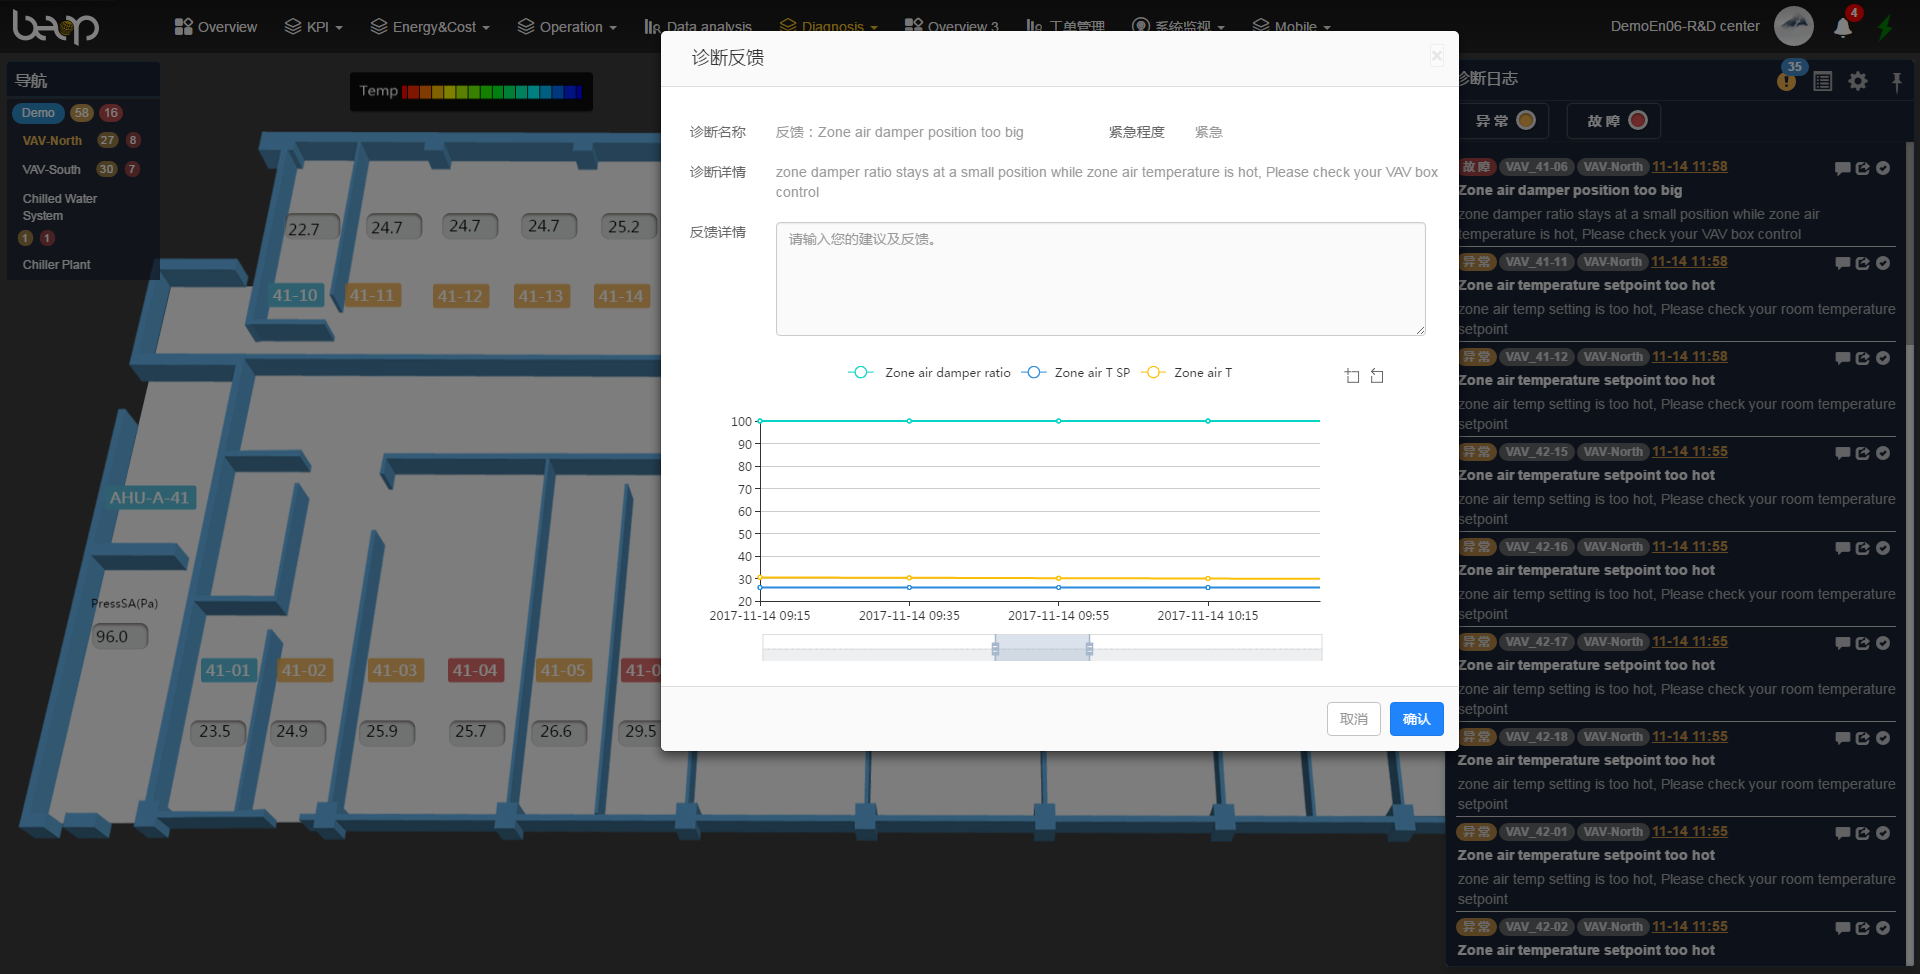 beop
Overview
KPI
Energy&Cost
Operation
Data analysis
Diagnosis
Overview 3
工单管理
系统监视
Mobile
DemoEn06-R&D center
4
导航
Demo 58 16
VAV-North 27 8
VAV-South 30 7
Chilled Water
System
1 1
Chiller Plant
Temp
22.7 24.7 24.7 24.7 25.2
41-10 41-11 41-12 41-13 41-14
AHU-A-41
PressSA(Pa)
96.0
41-01 41-02 41-03 41-04 41-05 41-0
23.5 24.9 25.9 25.7 26.6 29.5
诊断反馈
×
诊断名称 反馈：Zone air damper position too big 紧急程度 紧急
诊断详情 zone damper ratio stays at a small position while zone air temperature is hot, Please check your VAV box
control
反馈详情 请输入您的建议及反馈。
Zone air damper ratio Zone air T SP Zone air T
100
90
80
70
60
50
40
30
20
2017-11-14 09:15 2017-11-14 09:35 2017-11-14 09:55 2017-11-14 10:15
取消 确认
诊断日志 35
异常 故障
故障 VAV_41-06 VAV-North 11-14 11:58
Zone air damper position too big
zone damper ratio stays at a small position while zone air
temperature is hot, Please check your VAV box control
异常 VAV_41-11 VAV-North 11-14 11:58
Zone air temperature setpoint too hot
zone air temp setting is too hot, Please check your room temperature
setpoint
异常 VAV_41-12 VAV-North 11-14 11:58
Zone air temperature setpoint too hot
zone air temp setting is too hot, Please check your room temperature
setpoint
异常 VAV_42-15 VAV-North 11-14 11:55
Zone air temperature setpoint too hot
zone air temp setting is too hot, Please check your room temperature
setpoint
异常 VAV_42-16 VAV-North 11-14 11:55
Zone air temperature setpoint too hot
zone air temp setting is too hot, Please check your room temperature
setpoint
异常 VAV_42-17 VAV-North 11-14 11:55
Zone air temperature setpoint too hot
zone air temp setting is too hot, Please check your room temperature
setpoint
异常 VAV_42-18 VAV-North 11-14 11:55
Zone air temperature setpoint too hot
zone air temp setting is too hot, Please check your room temperature
setpoint
异常 VAV_42-01 VAV-North 11-14 11:55
Zone air temperature setpoint too hot
zone air temp setting is too hot, Please check your room temperature
setpoint
异常 VAV_42-02 VAV-North 11-14 11:55
Zone air temperature setpoint too hot